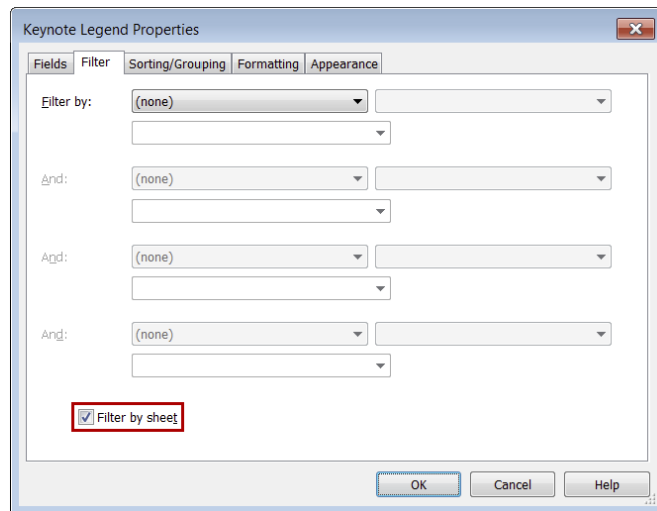 Keynote Legend Properties
Fields Filter Sorting/Grouping Formatting Appearance
Filter by: (none)
And: (none)
And: (none)
And: (none)
Filter by sheet
OK Cancel Help